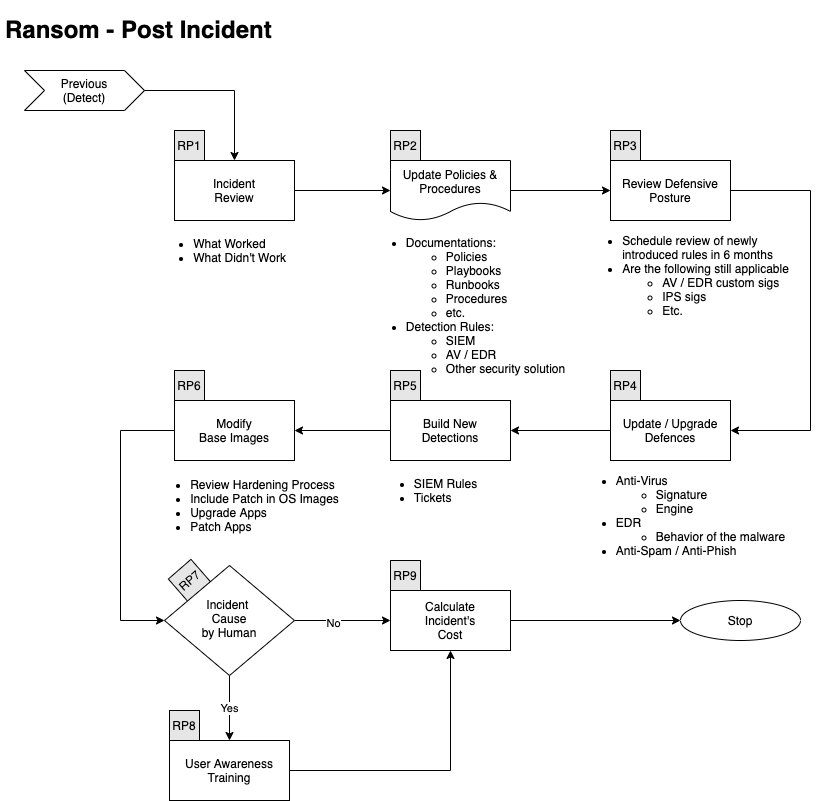 Ransom - Post Incident
Previous
(Detect)
RP1
Incident
Review
• What Worked
• What Didn't Work
RP2
Update Policies &
Procedures
• Documentations:
○ Policies
○ Playbooks
○ Runbooks
○ Procedures
○ etc.
• Detection Rules:
○ SIEM
○ AV / EDR
○ Other security solution
RP3
Review Defensive
Posture
• Schedule review of newly
introduced rules in 6 months
• Are the following still applicable
○ AV / EDR custom sigs
○ IPS sigs
○ Etc.
RP4
Update / Upgrade
Defences
• Anti-Virus
○ Signature
○ Engine
• EDR
○ Behavior of the malware
• Anti-Spam / Anti-Phish
RP5
Build New
Detections
• SIEM Rules
• Tickets
RP6
Modify
Base Images
• Review Hardening Process
• Include Patch in OS Images
• Upgrade Apps
• Patch Apps
RP7
Incident
Cause
by Human
No
Yes
RP8
User Awareness
Training
RP9
Calculate
Incident's
Cost
Stop